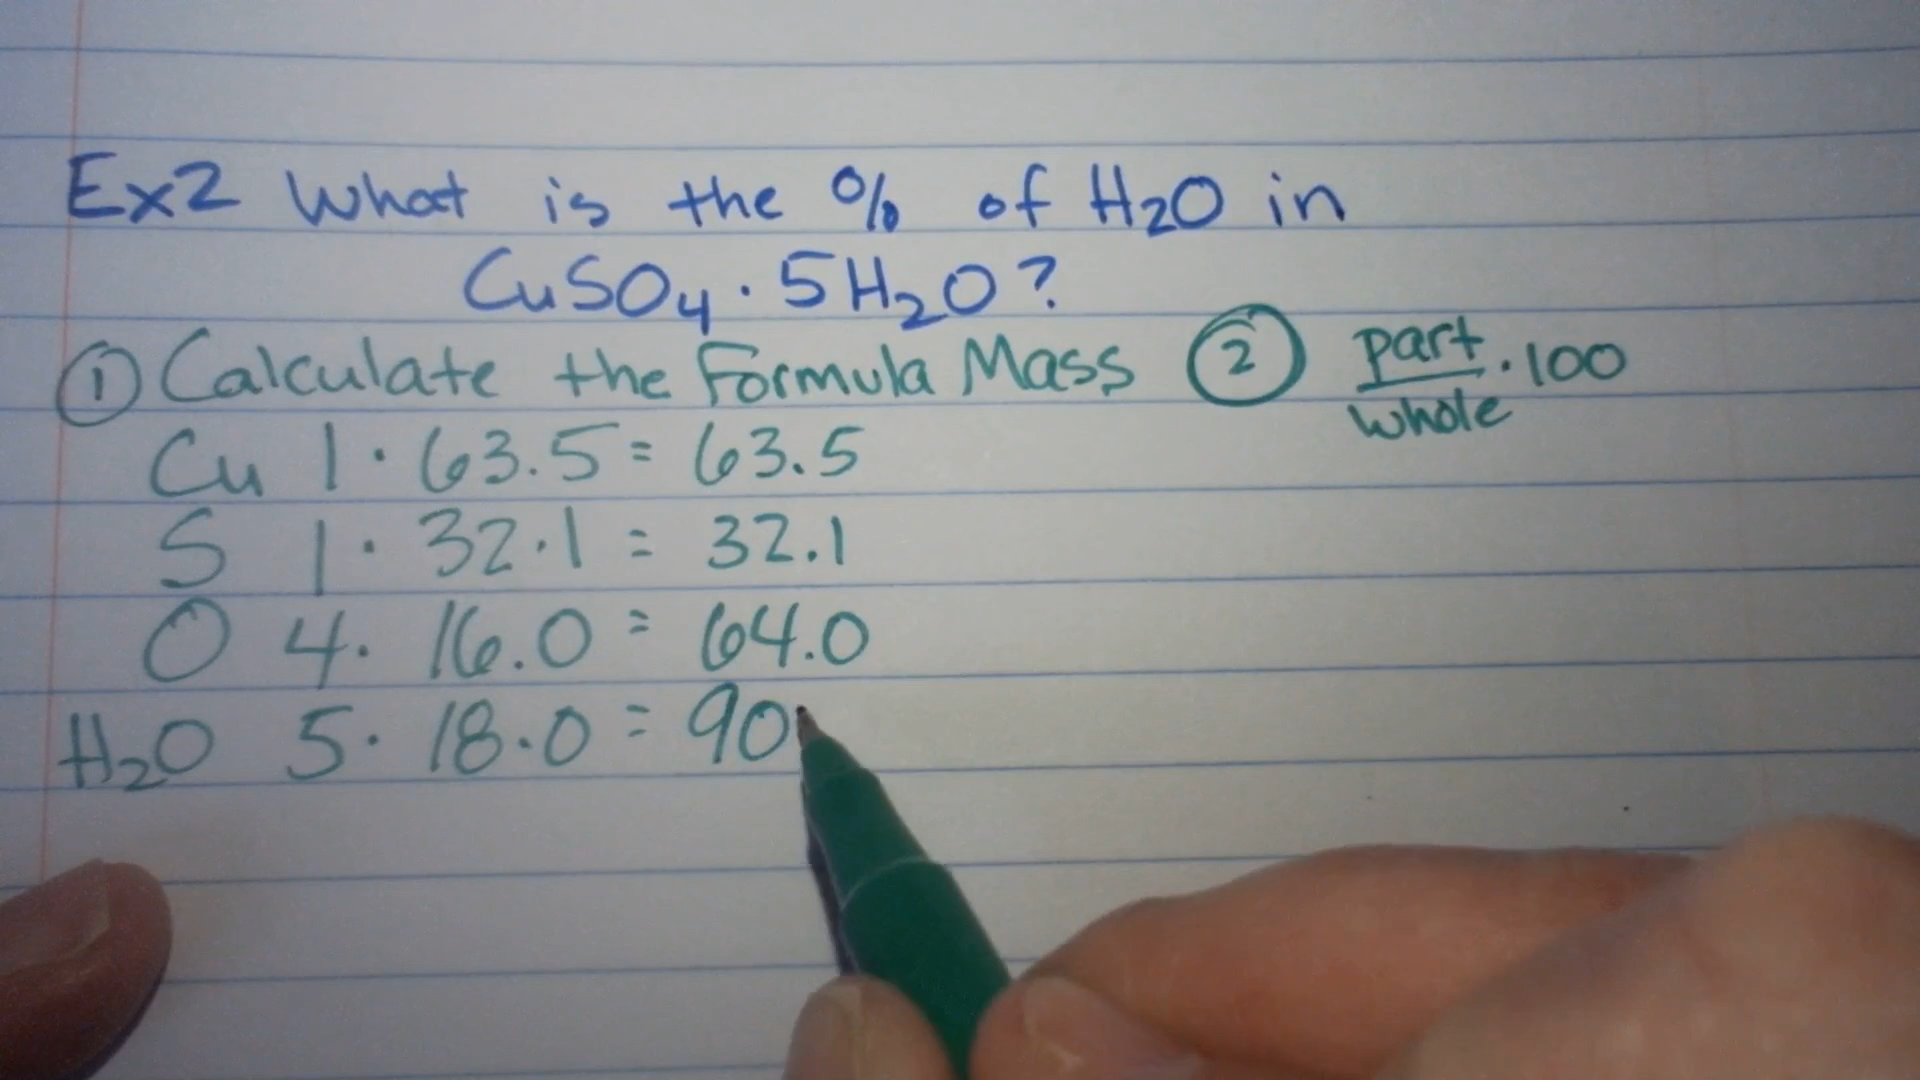 Ex2 What is the % of H₂O in
CuSO₄ · 5H₂O?
① Calculate the Formula Mass
Cu 1 · 63.5 = 63.5
S 1 · 32.1 = 32.1
O 4 · 16.0 = 64.0
H₂O 5 · 18.0 = 90
② part
whole · 100